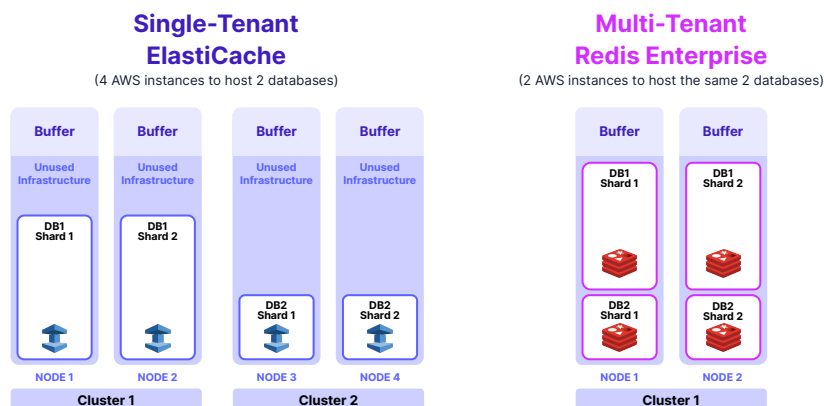 Single-Tenant
ElastiCache
(4 AWS instances to host 2 databases)
Buffer
Unused
Infrastructure
DB1
Shard 1
NODE 1
Buffer
Unused
Infrastructure
DB1
Shard 2
NODE 2
Cluster 1
Buffer
Unused
Infrastructure
DB2
Shard 1
NODE 3
Buffer
Unused
Infrastructure
DB2
Shard 2
NODE 4
Cluster 2
Multi-Tenant
Redis Enterprise
(2 AWS instances to host the same 2 databases)
Buffer
DB1
Shard 1
DB2
Shard 1
NODE 1
Buffer
DB1
Shard 2
DB2
Shard 2
NODE 2
Cluster 1